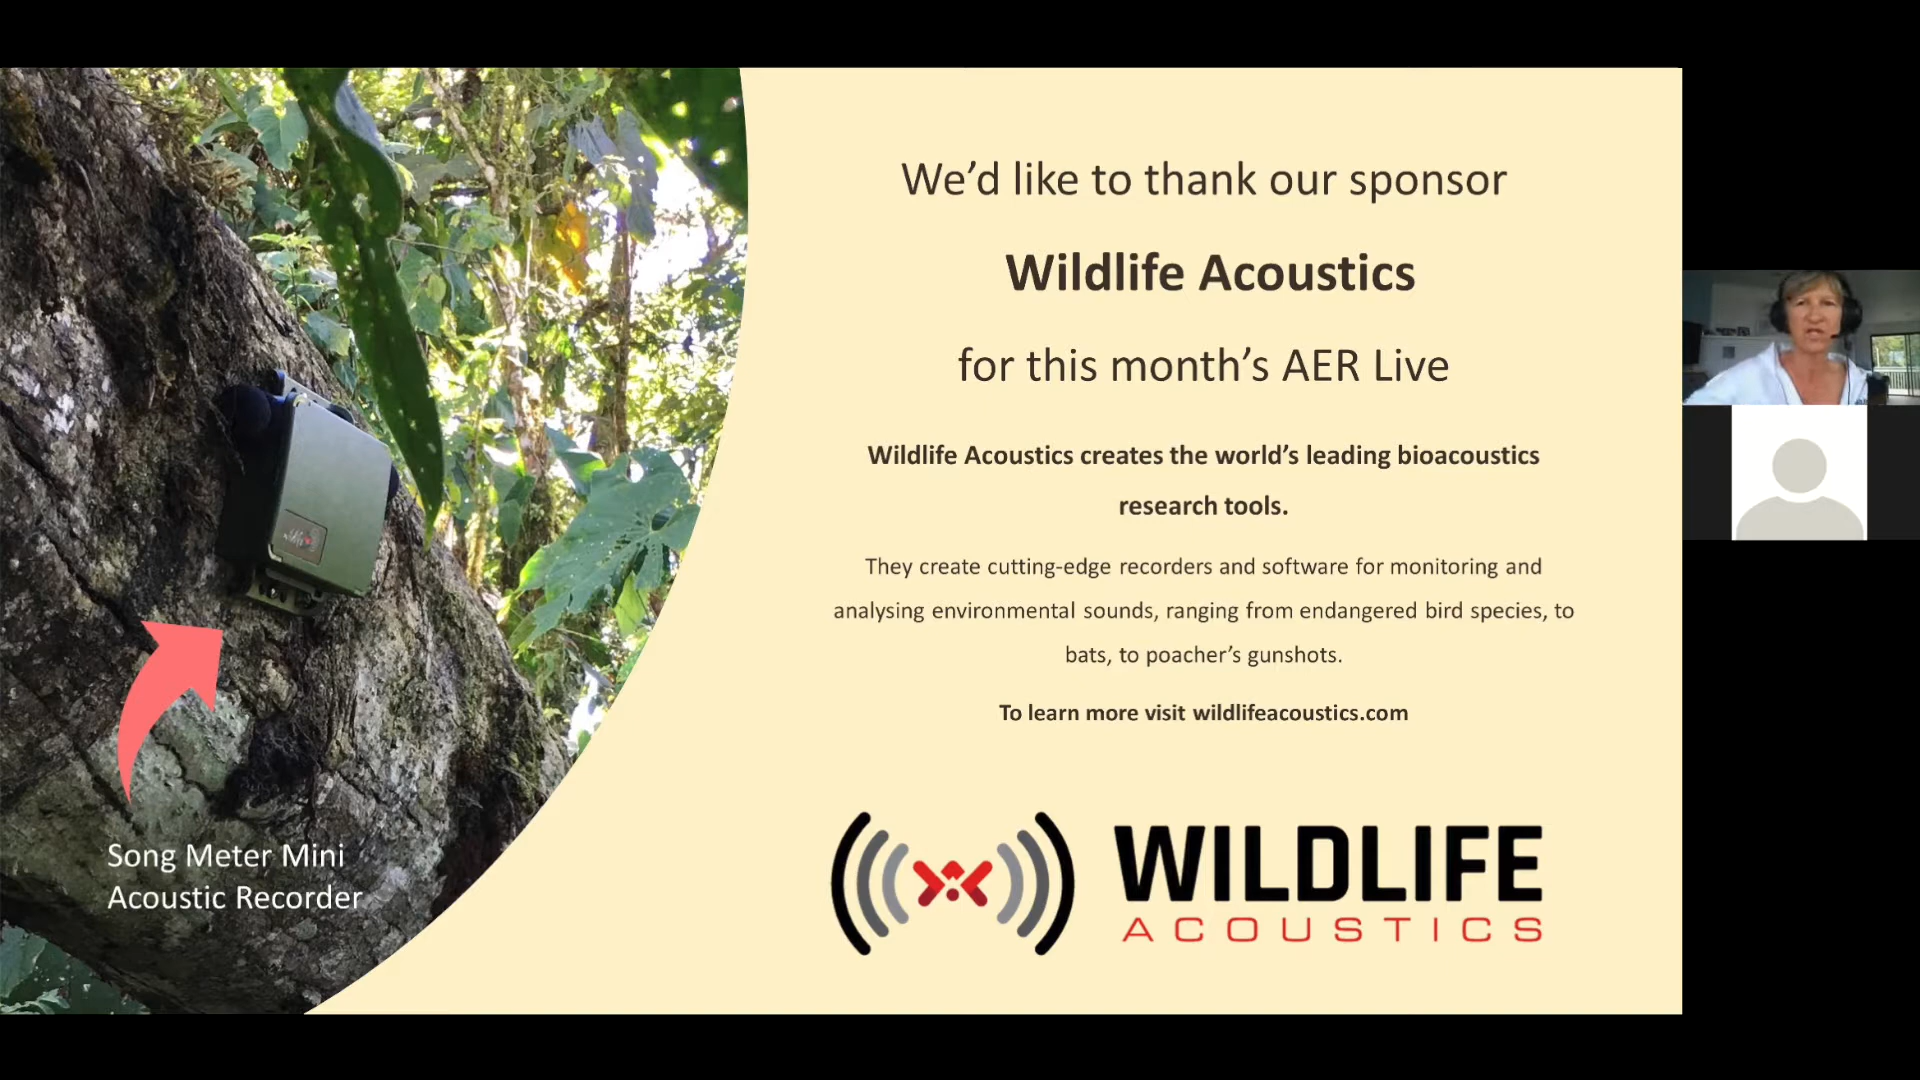 We'd like to thank our sponsor
Wildlife Acoustics
for this month's AER Live
Wildlife Acoustics creates the world's leading bioacoustics
research tools.
They create cutting-edge recorders and software for monitoring and
analysing environmental sounds, ranging from endangered bird species, to
bats, to poacher's gunshots.
To learn more visit wildlifeacoustics.com
WILDLIFE
ACOUSTICS
Song Meter Mini
Acoustic Recorder